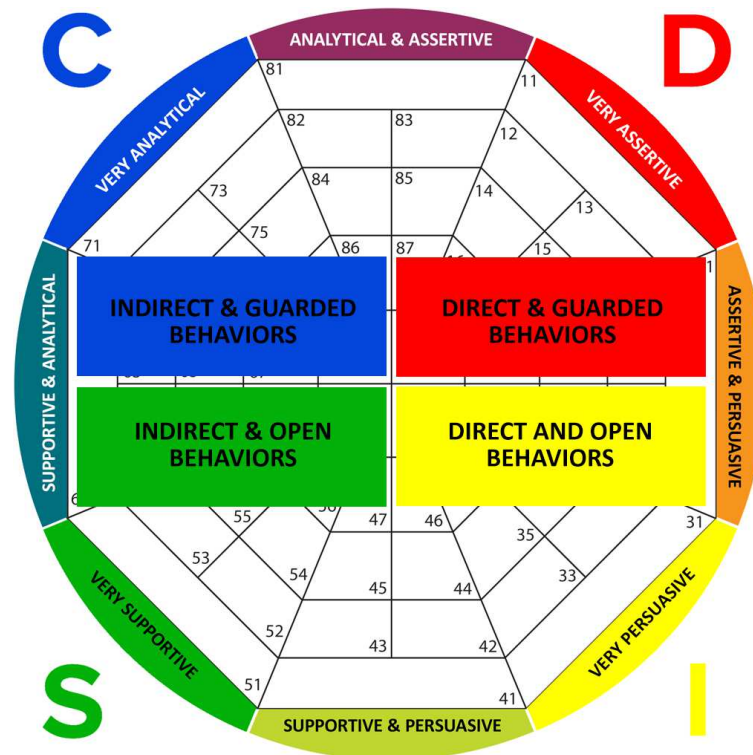 C
D
ANALYTICAL & ASSERTIVE
VERY ANALYTICAL
VERY ASSERTIVE
81
11
82
83
12
84
85
14
73
13
75
15
86
87
71
INDIRECT & GUARDED
BEHAVIORS
DIRECT & GUARDED
BEHAVIORS
SUPPORTIVE & ANALYTICAL
ASSERTIVE & PERSUASIVE
INDIRECT & OPEN
BEHAVIORS
DIRECT AND OPEN
BEHAVIORS
55
47
46
35
31
53
54
45
44
33
52
43
42
51
41
VERY SUPPORTIVE
VERY PERSUASIVE
SUPPORTIVE & PERSUASIVE
S
I